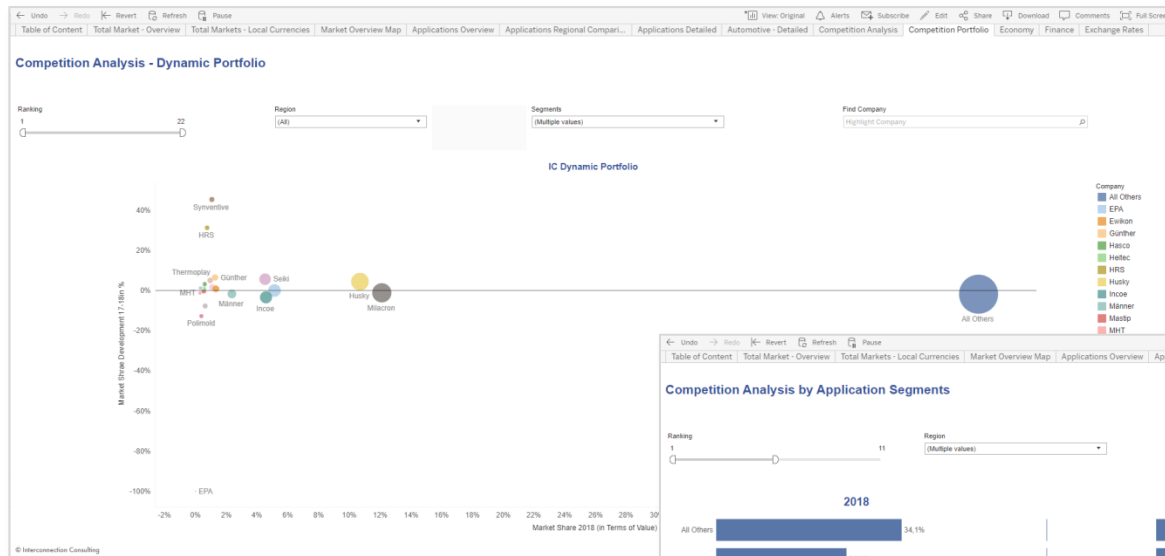 Undo Redo Revert Refresh Pause View: Original Alerts Subscribe Edit Share Download Comments Full Scree
Table of Content Total Market - Overview Total Markets - Local Currencies Market Overview Map Applications Overview Applications Regional Compari... Applications Detailed Automotive - Detailed Competition Analysis Competition Portfolio Economy Finance Exchange Rates
Competition Analysis - Dynamic Portfolio
Ranking Region Segments Find Company
1 22 (All) (Multiple values) Highlight Company
IC Dynamic Portfolio
Company
All Others
EPA
Ewikon
Günther
Hasco
Heitec
HRS
Husky
Incoe
Männer
Mastip
MHT
Market Shrae Development 17-18in %
40%
20%
0%
-20%
-40%
-60%
-80%
-100%
Synventive
HRS
Thermoplay
Günther
Seiki
MHT
Männer
Incoe
Husky
Milacron
All Others
Polimold
EPA
-2% 0% 2% 4% 6% 8% 10% 12% 14% 16% 18% 20% 22% 24% 26% 28%
Market Share 2018 (in Terms of Value)
© Interconnection Consulting
Undo Redo Revert Refresh Pause
Table of Content Total Market - Overview Total Markets - Local Currencies Market Overview Map Applications Overview
Competition Analysis by Application Segments
Ranking Region
1 11 (Multiple values)
2018
All Others 34,1%